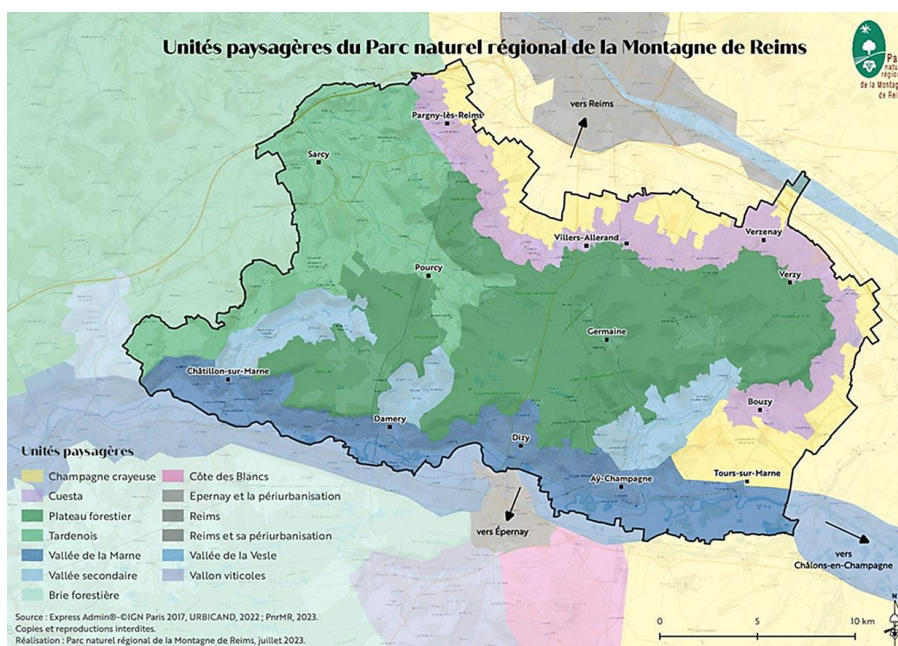 Unités paysagères du Parc naturel régional de la Montagne de Reims
de la Montag
de Reim
vers Reims
Pargny-lès-Reims
Sarcy
Villers-Allerand
Verzenay
Verzy
Pourcy
Germaine
Châtillon-sur-Marne
Bouzy
Damery
Dizy
Aÿ-Champagne
Tours-sur-Marne
vers Épernay
vers
Châlons-en-Champagne
Unités paysagères
Champagne crayeuse
Cuesta
Plateau forestier
Tardenois
Vallée de la Marne
Vallée secondaire
Brie forestière
Côte des Blancs
Epernay et la périurbanisation
Reims
Reims et sa périurbanisation
Vallée de la Vesle
Vallon viticoles
Source : Express Admin®-©IGN Paris 2017, URBICAND, 2022 ; PnrMR, 2023.
Copies et reproductions interdites.
Réalisation : Parc naturel régional de la Montagne de Reims, juillet 2023.
0 5 10 km
N